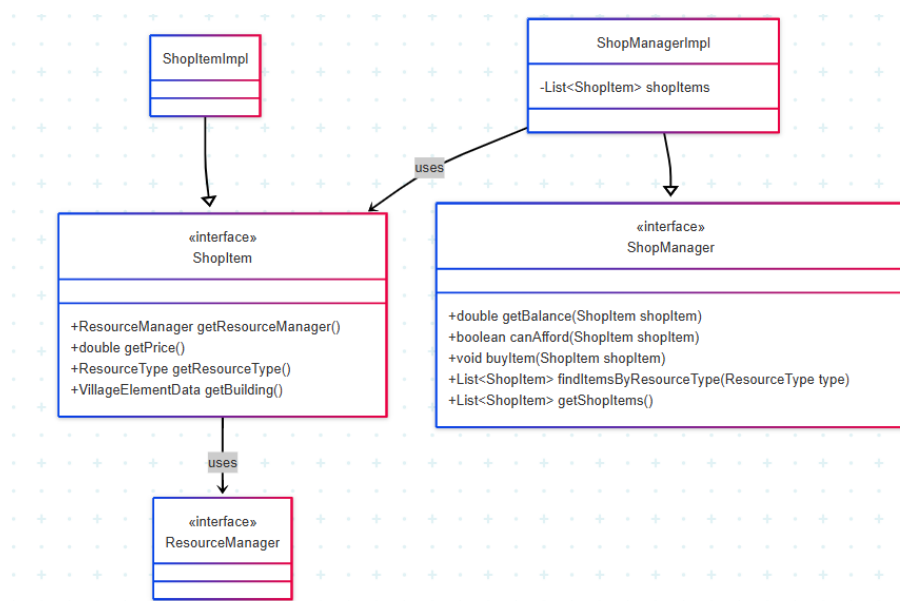 ShopItemImpl
ShopManagerImpl
-List<ShopItem> shopItems
uses
«interface»
ShopItem
+ResourceManager getResourceManager()
+double getPrice()
+ResourceType getResourceType()
+VillageElementData getBuilding()
«interface»
ShopManager
+double getBalance(ShopItem shopItem)
+boolean canAfford(ShopItem shopItem)
+void buyItem(ShopItem shopItem)
+List<ShopItem> findItemsByResourceType(ResourceType type)
+List<ShopItem> getShopItems()
uses
«interface»
ResourceManager